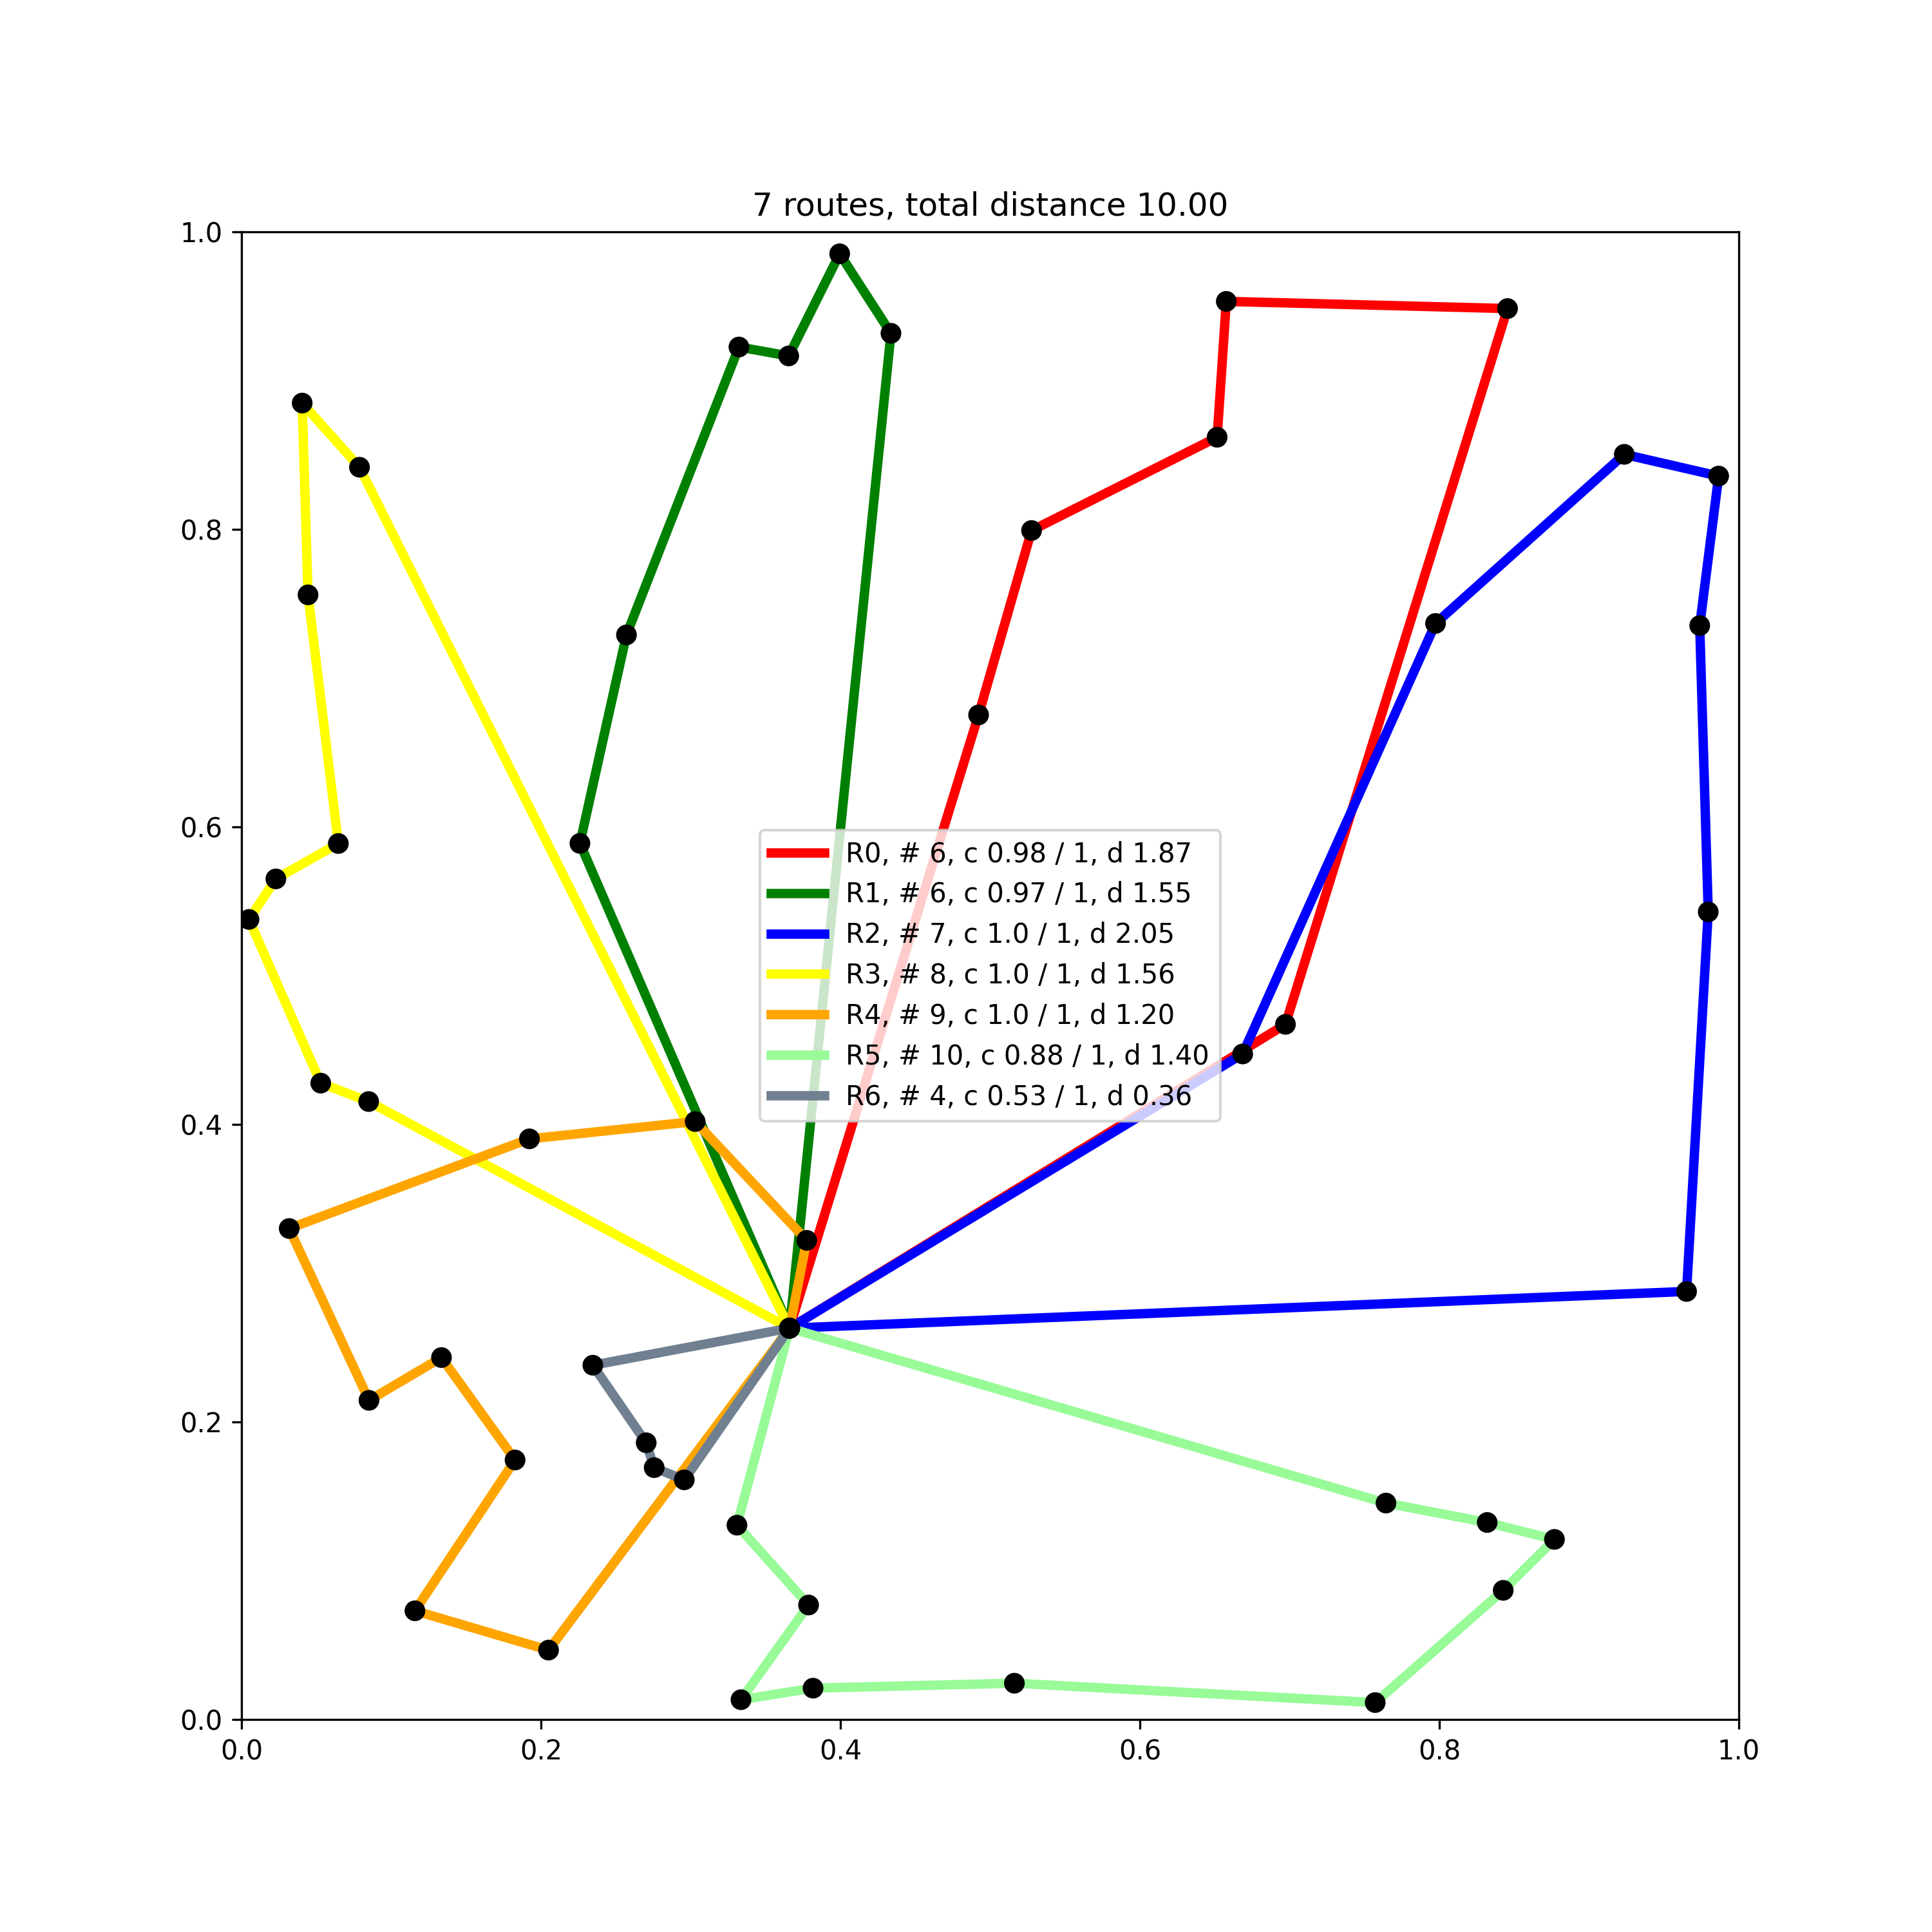 7 routes, total distance 10.00
1.0
0.8
0.6
0.4
0.2
0.0
R0, # 6, c 0.98 / 1, d 1.87
R1, # 6, c 0.97 / 1, d 1.55
R2, # 7, c 1.0 / 1, d 2.05
R3, # 8, c 1.0 / 1, d 1.56
R4, # 9, c 1.0 / 1, d 1.20
R5, # 10, c 0.88 / 1, d 1.40
R6, # 4, c 0.53 / 1, d 0.36
0.0 0.2 0.4 0.6 0.8 1.0